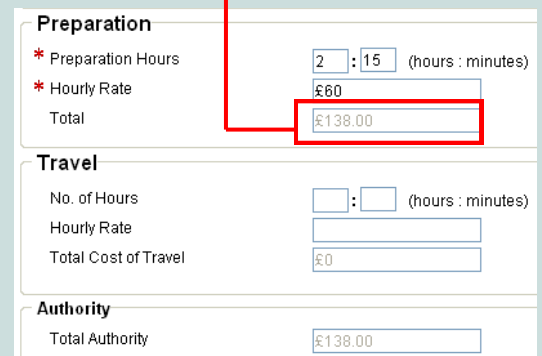 Preparation
* Preparation Hours 2 : 15 (hours : minutes)
* Hourly Rate £60
Total £138.00
Travel
No. of Hours : (hours : minutes)
Hourly Rate
Total Cost of Travel £0
Authority
Total Authority £138.00